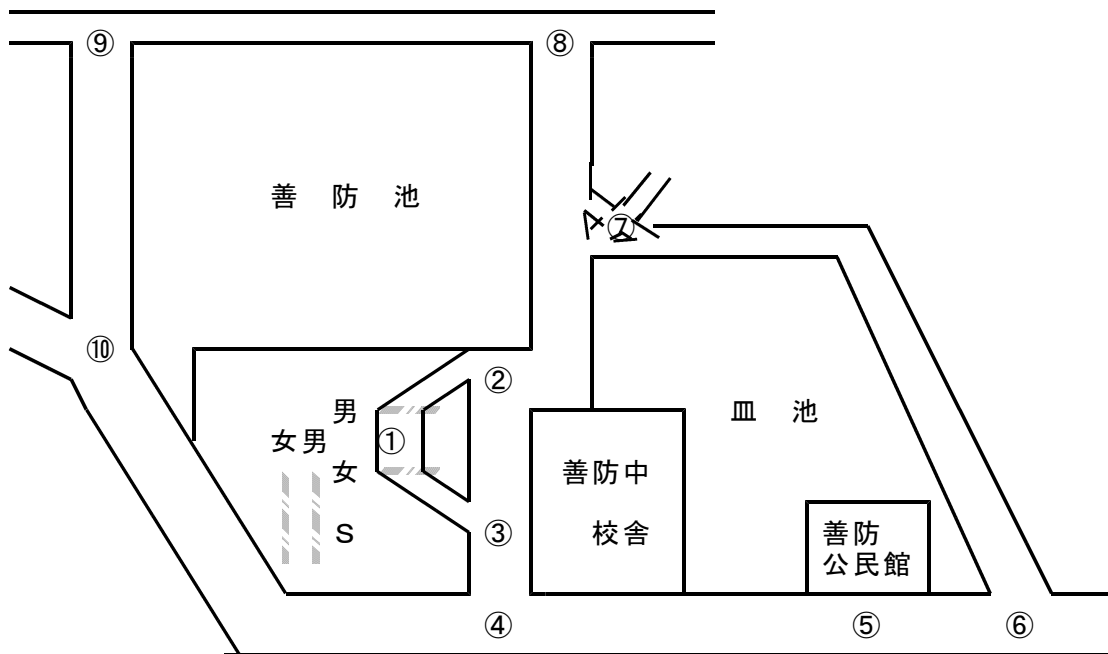 ⑨
⑧
善 防 池
⑦
⑩
②
男
皿 池
女男
①
女
善防中
校舎
S
③
善防
公民館
④
⑤
⑥